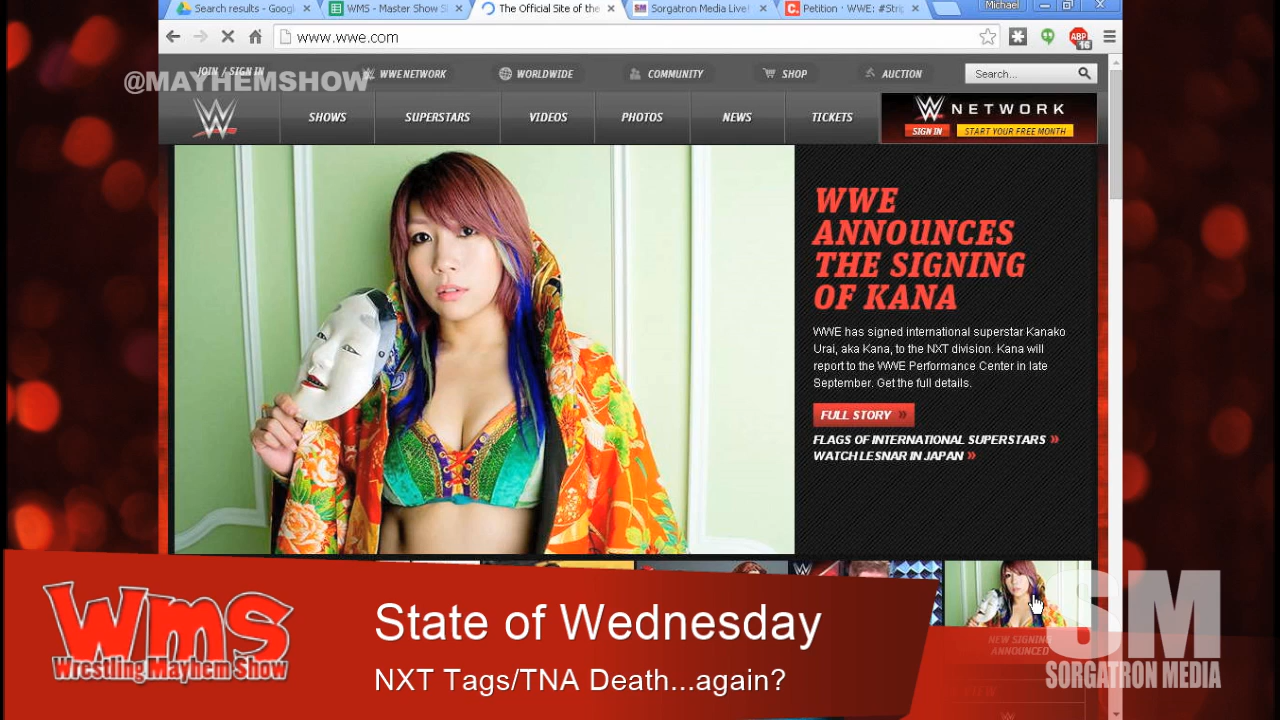 Search results - Googl
WMS - Master Show S
The Official Site of the
Sorgatron Media Live!
Petition · WWE: #Strip
Michael
www.wwe.com
ABP
16
JOIN / SIGN IN
WWE NETWORK
WORLDWIDE
COMMUNITY
SHOP
AUCTION
Search...
@MAYHEMSHOW
SHOWS
SUPERSTARS
VIDEOS
PHOTOS
NEWS
TICKETS
W NETWORK
SIGN IN
START YOUR FREE MONTH
WWE
ANNOUNCES
THE SIGNING
OF KANA
WWE has signed international superstar Kanako
Urai, aka Kana, to the NXT division. Kana will
report to the WWE Performance Center in late
September. Get the full details.
FULL STORY »
FLAGS OF INTERNATIONAL SUPERSTARS »
WATCH LESNAR IN JAPAN »
NEW SIGNING
ANNOUNCED
wms
Wrestling Mayhem Show
State of Wednesday
NXT Tags/TNA Death...again?
SM
SORGATRON MEDIA